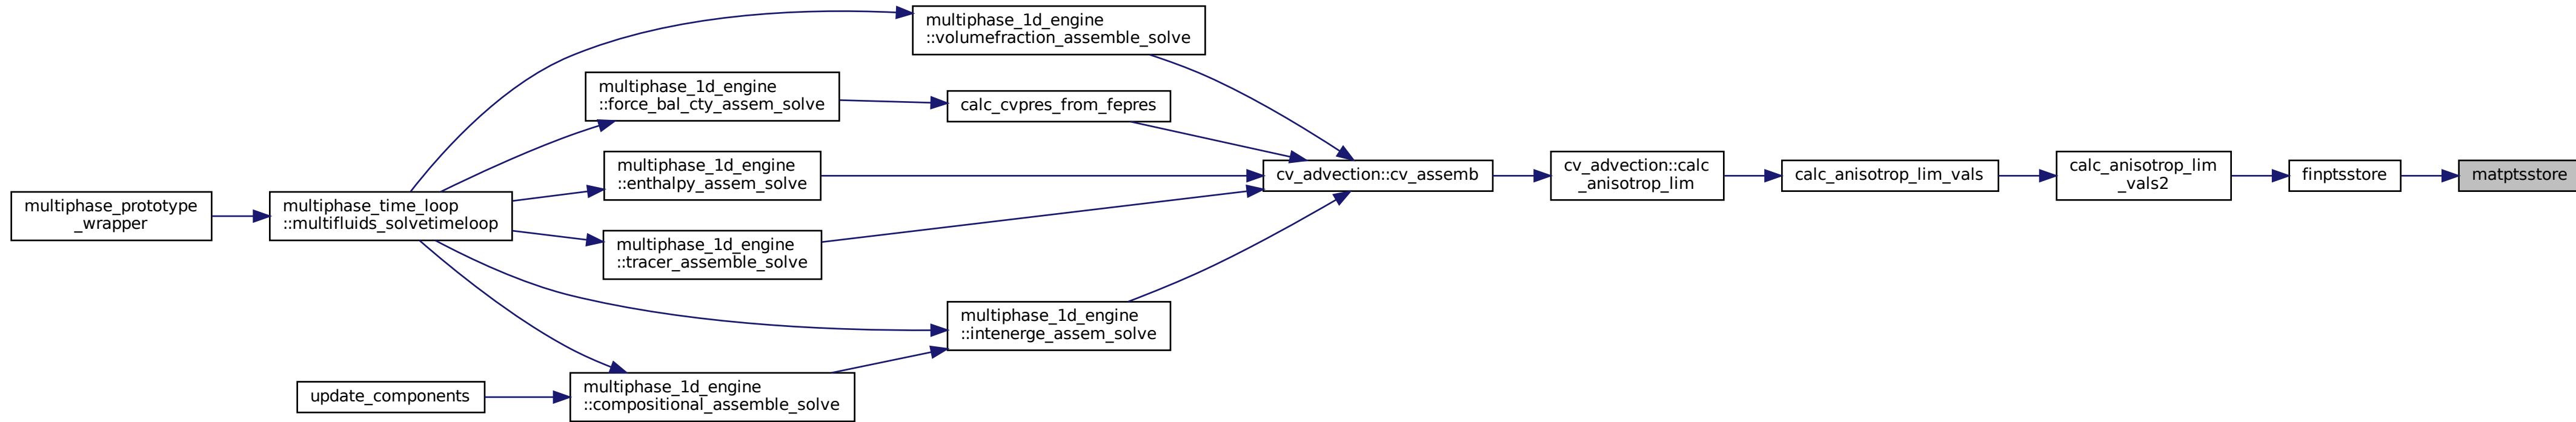 multiphase_prototype
_wrapper
multiphase_time_loop
::multifluids_solvetimeloop
update_components
multiphase_1d_engine
::volumefraction_assemble_solve
multiphase_1d_engine
::force_bal_cty_assem_solve
calc_cvpres_from_fepres
multiphase_1d_engine
::enthalpy_assem_solve
multiphase_1d_engine
::tracer_assemble_solve
multiphase_1d_engine
::intenerge_assem_solve
multiphase_1d_engine
::compositional_assemble_solve
cv_advection::cv_assemb
cv_advection::calc
_anisotrop_lim
calc_anisotrop_lim_vals
calc_anisotrop_lim
_vals2
finptsstore
matptsstore